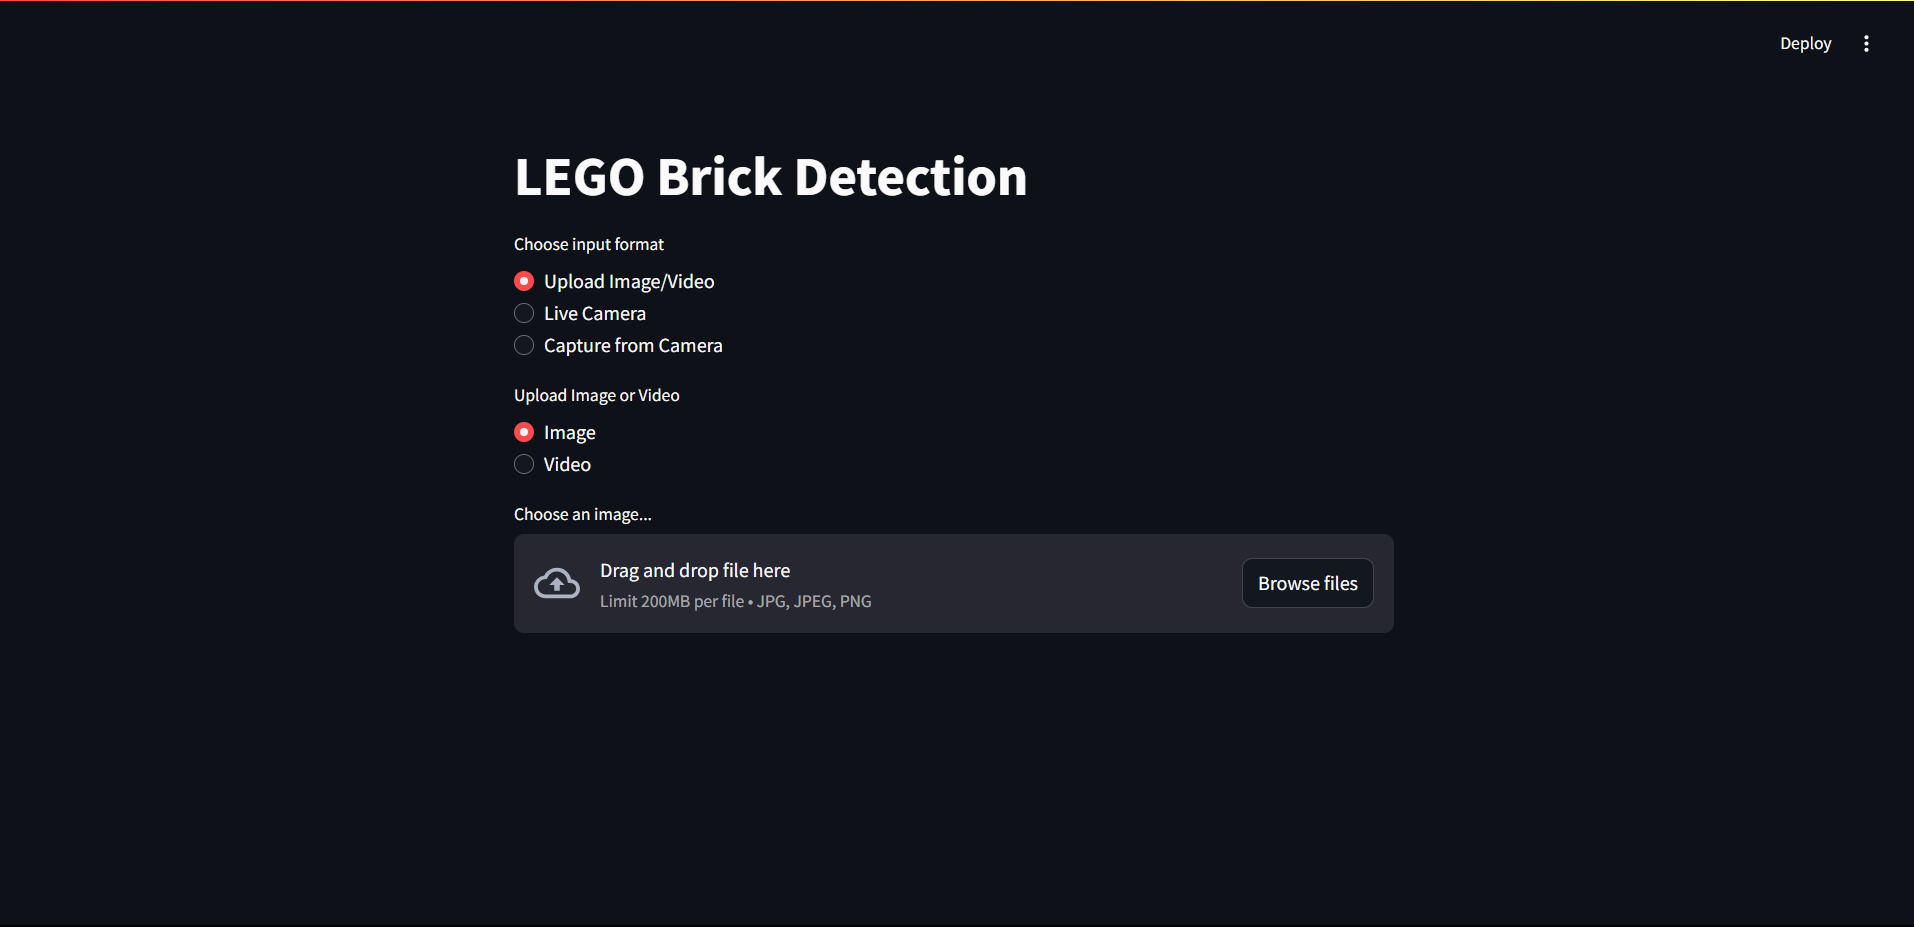 Deploy
LEGO Brick Detection
Choose input format
Upload Image/Video
Live Camera
Capture from Camera
Upload Image or Video
Image
Video
Choose an image...
Drag and drop file here
Limit 200MB per file • JPG, JPEG, PNG
Browse files